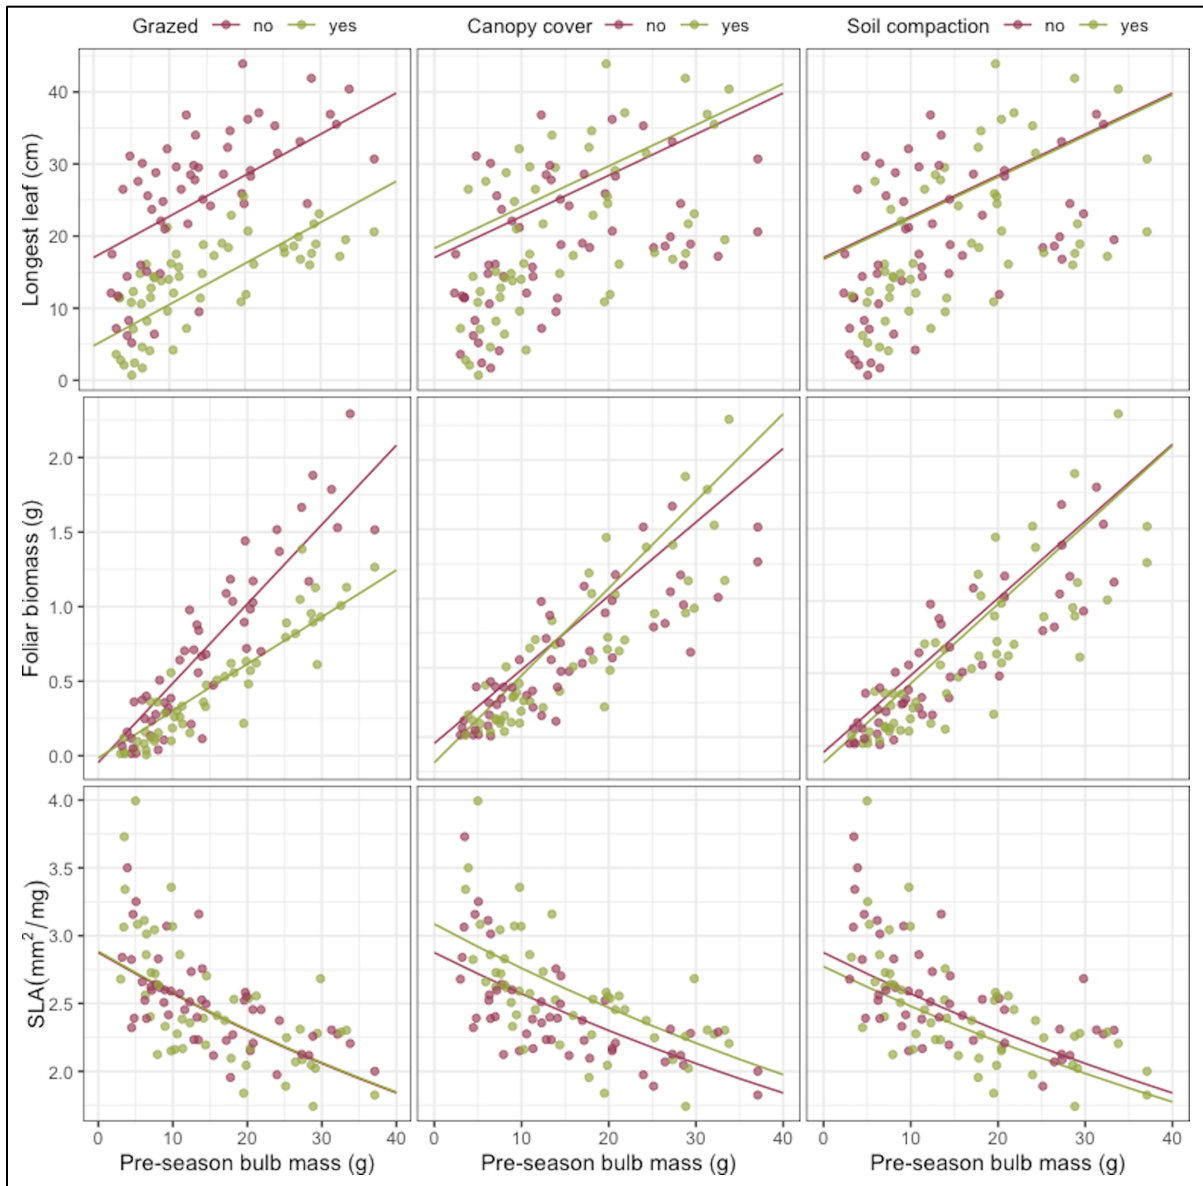 Grazed no yes
Canopy cover no yes
Soil compaction no yes
Longest leaf (cm)
40
30
20
10
0
Foliar biomass (g)
2.0
1.5
1.0
0.5
0.0
SLA(mm²/mg)
4.0
3.5
3.0
2.5
2.0
0 10 20 30 40
0 10 20 30 40
0 10 20 30 40
Pre-season bulb mass (g)
Pre-season bulb mass (g)
Pre-season bulb mass (g)